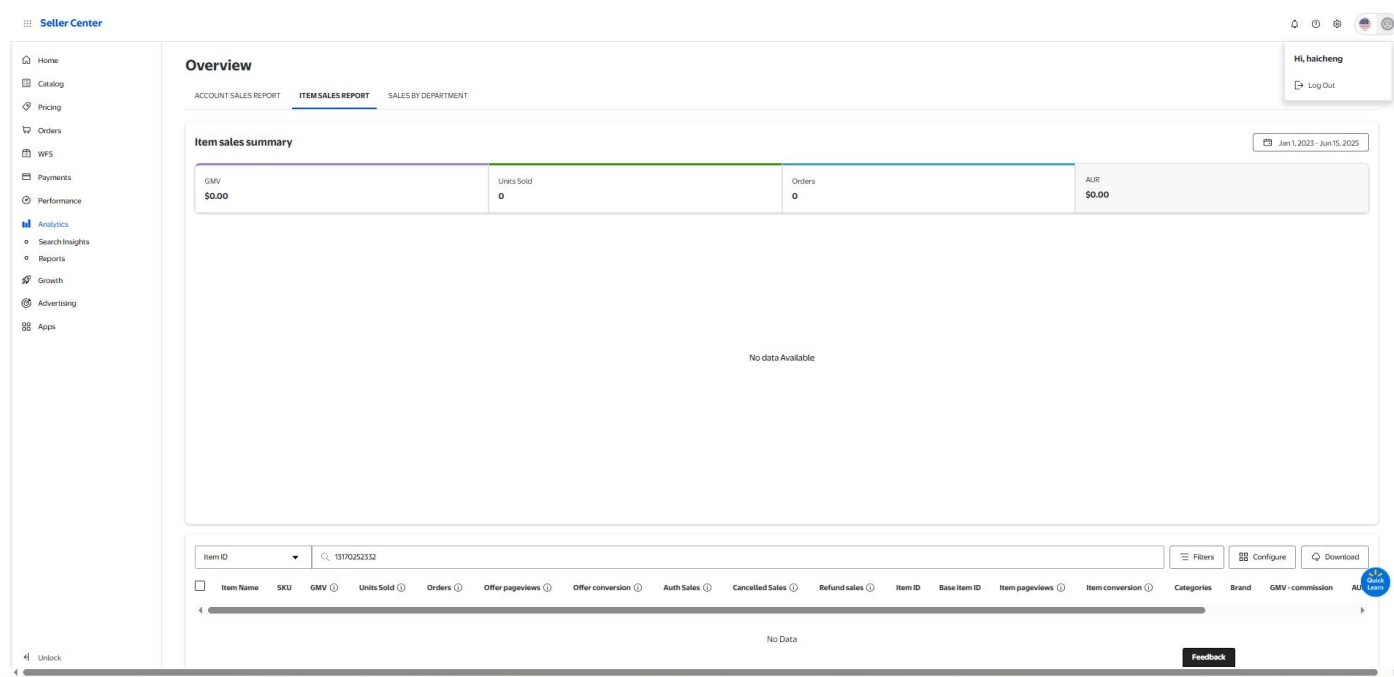 Seller Center
Hi, haicheng
Log Out
Home
Catalog
Pricing
Orders
WFS
Payments
Performance
Analytics
Search Insights
Reports
Growth
Advertising
Apps
Unlock
Overview
ACCOUNT SALES REPORT ITEM SALES REPORT SALES BY DEPARTMENT
Item sales summary
Jan 1, 2023 - Jun 15, 2025
GMV Units Sold Orders AUR
$0.00 0 0 $0.00
No data Available
Item ID 13170252332 Filters Configure Download
Item Name SKU GMV Units Sold Orders Offer pageviews Offer conversion Auth Sales Cancelled Sales Refund sales Item ID Base item ID Item pageviews Item conversion Categories Brand GMV - commission AU
Quick
Learn
No Data
Feedback